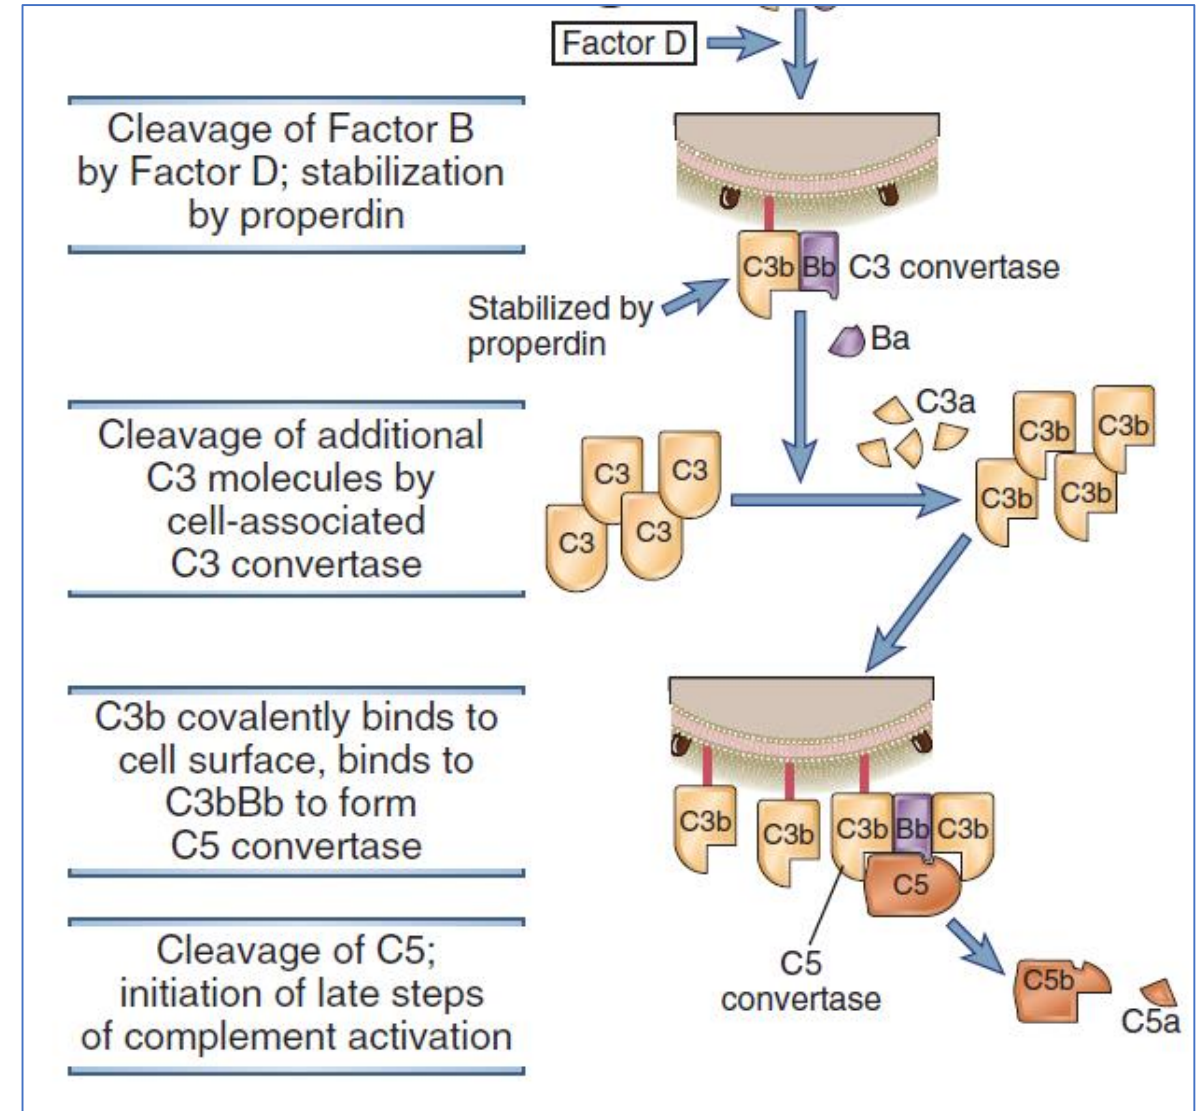 Factor D
Cleavage of Factor B
by Factor D; stabilization
by properdin
C3b Bb C3 convertase
Stabilized by
properdin
Ba
Cleavage of additional
C3 molecules by
cell-associated
C3 convertase
C3 C3
C3 C3
C3a
C3b C3b
C3b C3b
C3b covalently binds to
cell surface, binds to
C3bBb to form
C5 convertase
C3b C3b C3b Bb C3b
C5
C5
convertase
Cleavage of C5;
initiation of late steps
of complement activation
C5b
C5a